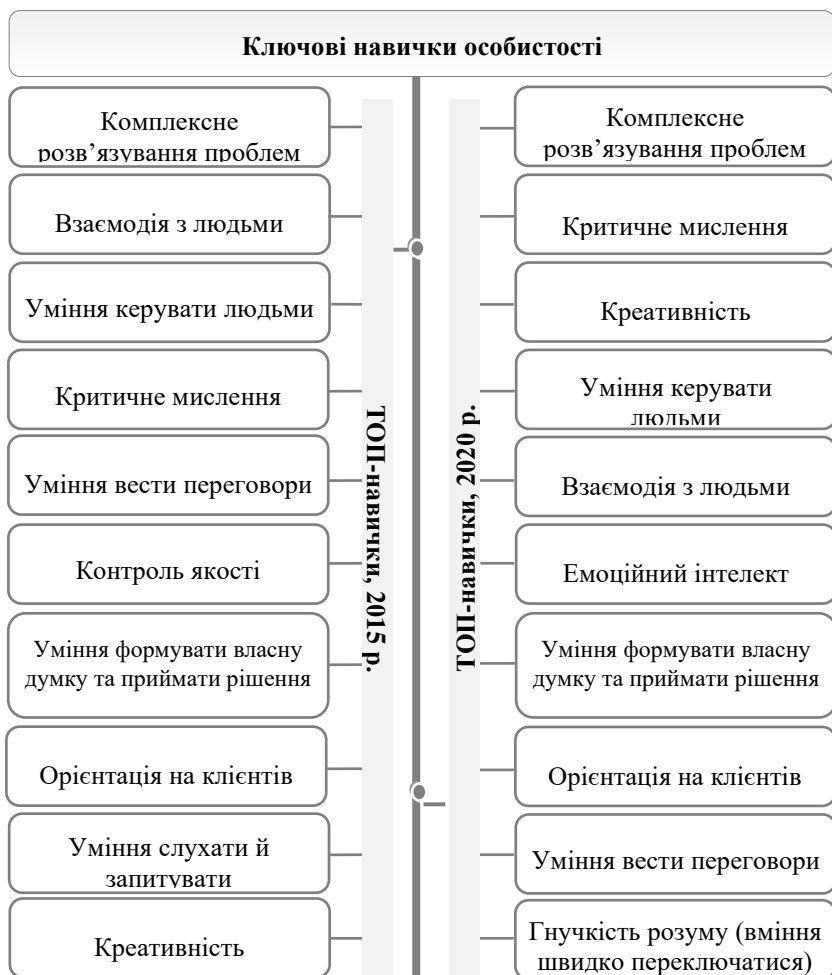 Ключові навички особистості
Комплексне
розв’язування проблем
Взаємодія з людьми
Уміння керувати людьми
Критичне мислення
Уміння вести переговори
Контроль якості
Уміння формувати власну
думку та приймати рішення
Орієнтація на клієнтів
Уміння слухати й
запитувати
Креативність
ТОП-навички, 2015 р.
ТОП-навички, 2020 р.
Комплексне
розв’язування проблем
Критичне мислення
Креативність
Уміння керувати
людьми
Взаємодія з людьми
Емоційний інтелект
Уміння формувати власну
думку та приймати рішення
Орієнтація на клієнтів
Уміння вести переговори
Гнучкість розуму (вміння
швидко переключатися)